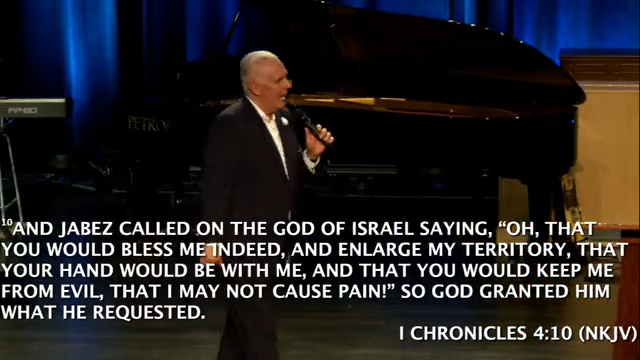 FP-80
PETROF
¹⁰AND JABEZ CALLED ON THE GOD OF ISRAEL SAYING, “OH, THAT
YOU WOULD BLESS ME INDEED, AND ENLARGE MY TERRITORY, THAT
YOUR HAND WOULD BE WITH ME, AND THAT YOU WOULD KEEP ME
FROM EVIL, THAT I MAY NOT CAUSE PAIN!” SO GOD GRANTED HIM
WHAT HE REQUESTED.
I CHRONICLES 4:10 (NKJV)